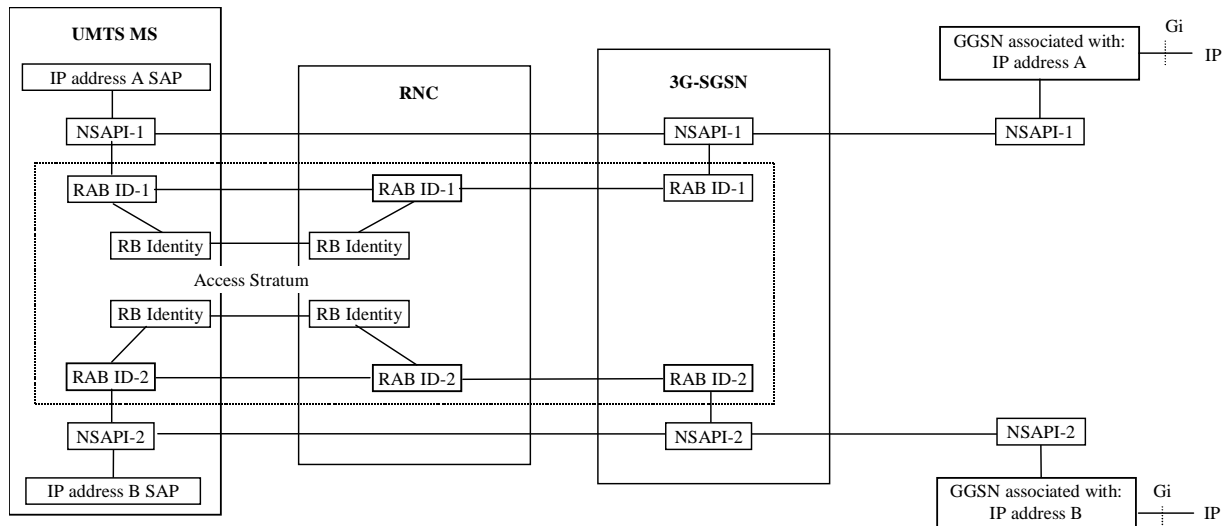 UMTS MS
IP address A SAP
NSAPI-1
RAB ID-1
RB Identity
RNC
RAB ID-1
RB Identity
3G-SGSN
NSAPI-1
RAB ID-1
GGSN associated with:
IP address A
Gi
IP
NSAPI-1
Access Stratum
RB Identity
RAB ID-2
NSAPI-2
IP address B SAP
RB Identity
RAB ID-2
RAB ID-2
NSAPI-2
NSAPI-2
GGSN associated with:
IP address B
Gi
IP